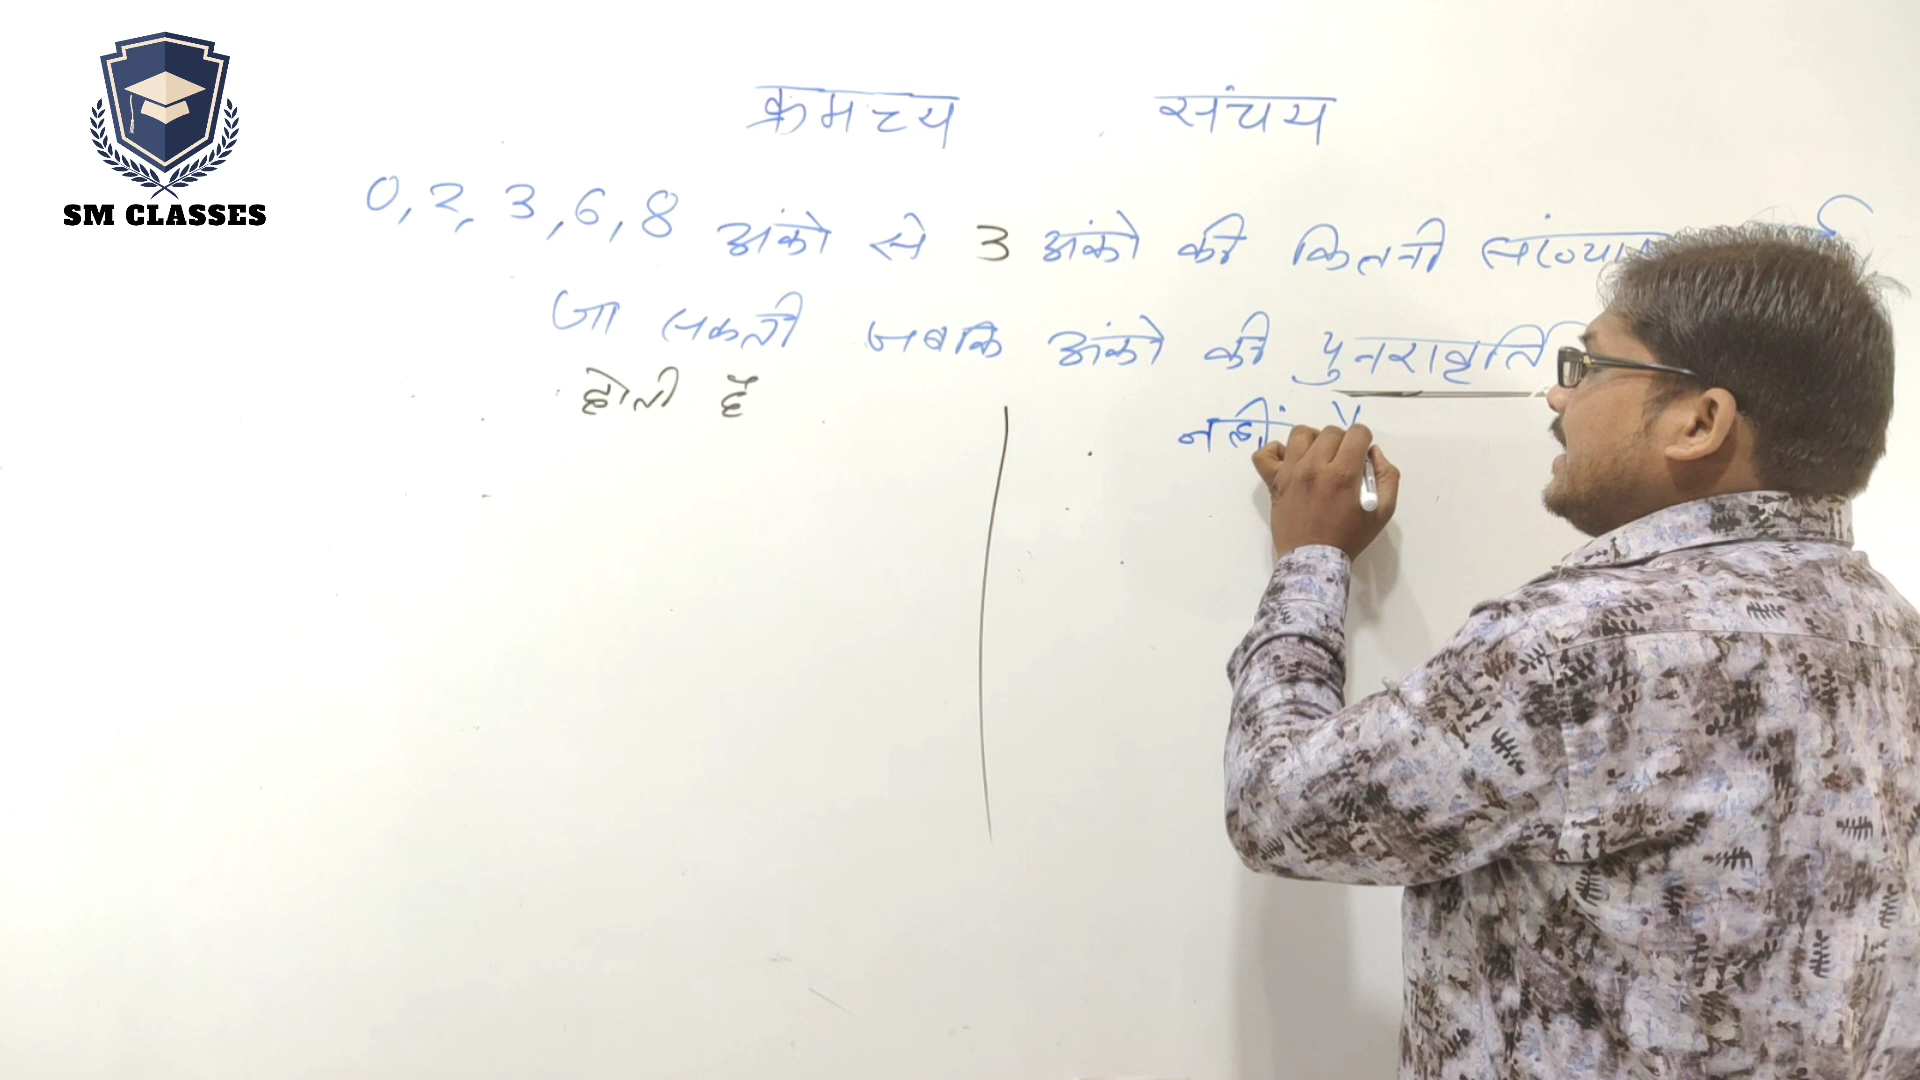 SM CLASSES
क्रमचय संचय
0, 2, 3, 6, 8 अंको से 3 अंको की कितनी
जा सकती जबकि अंको की पुनरावृति
होती है
नहीं